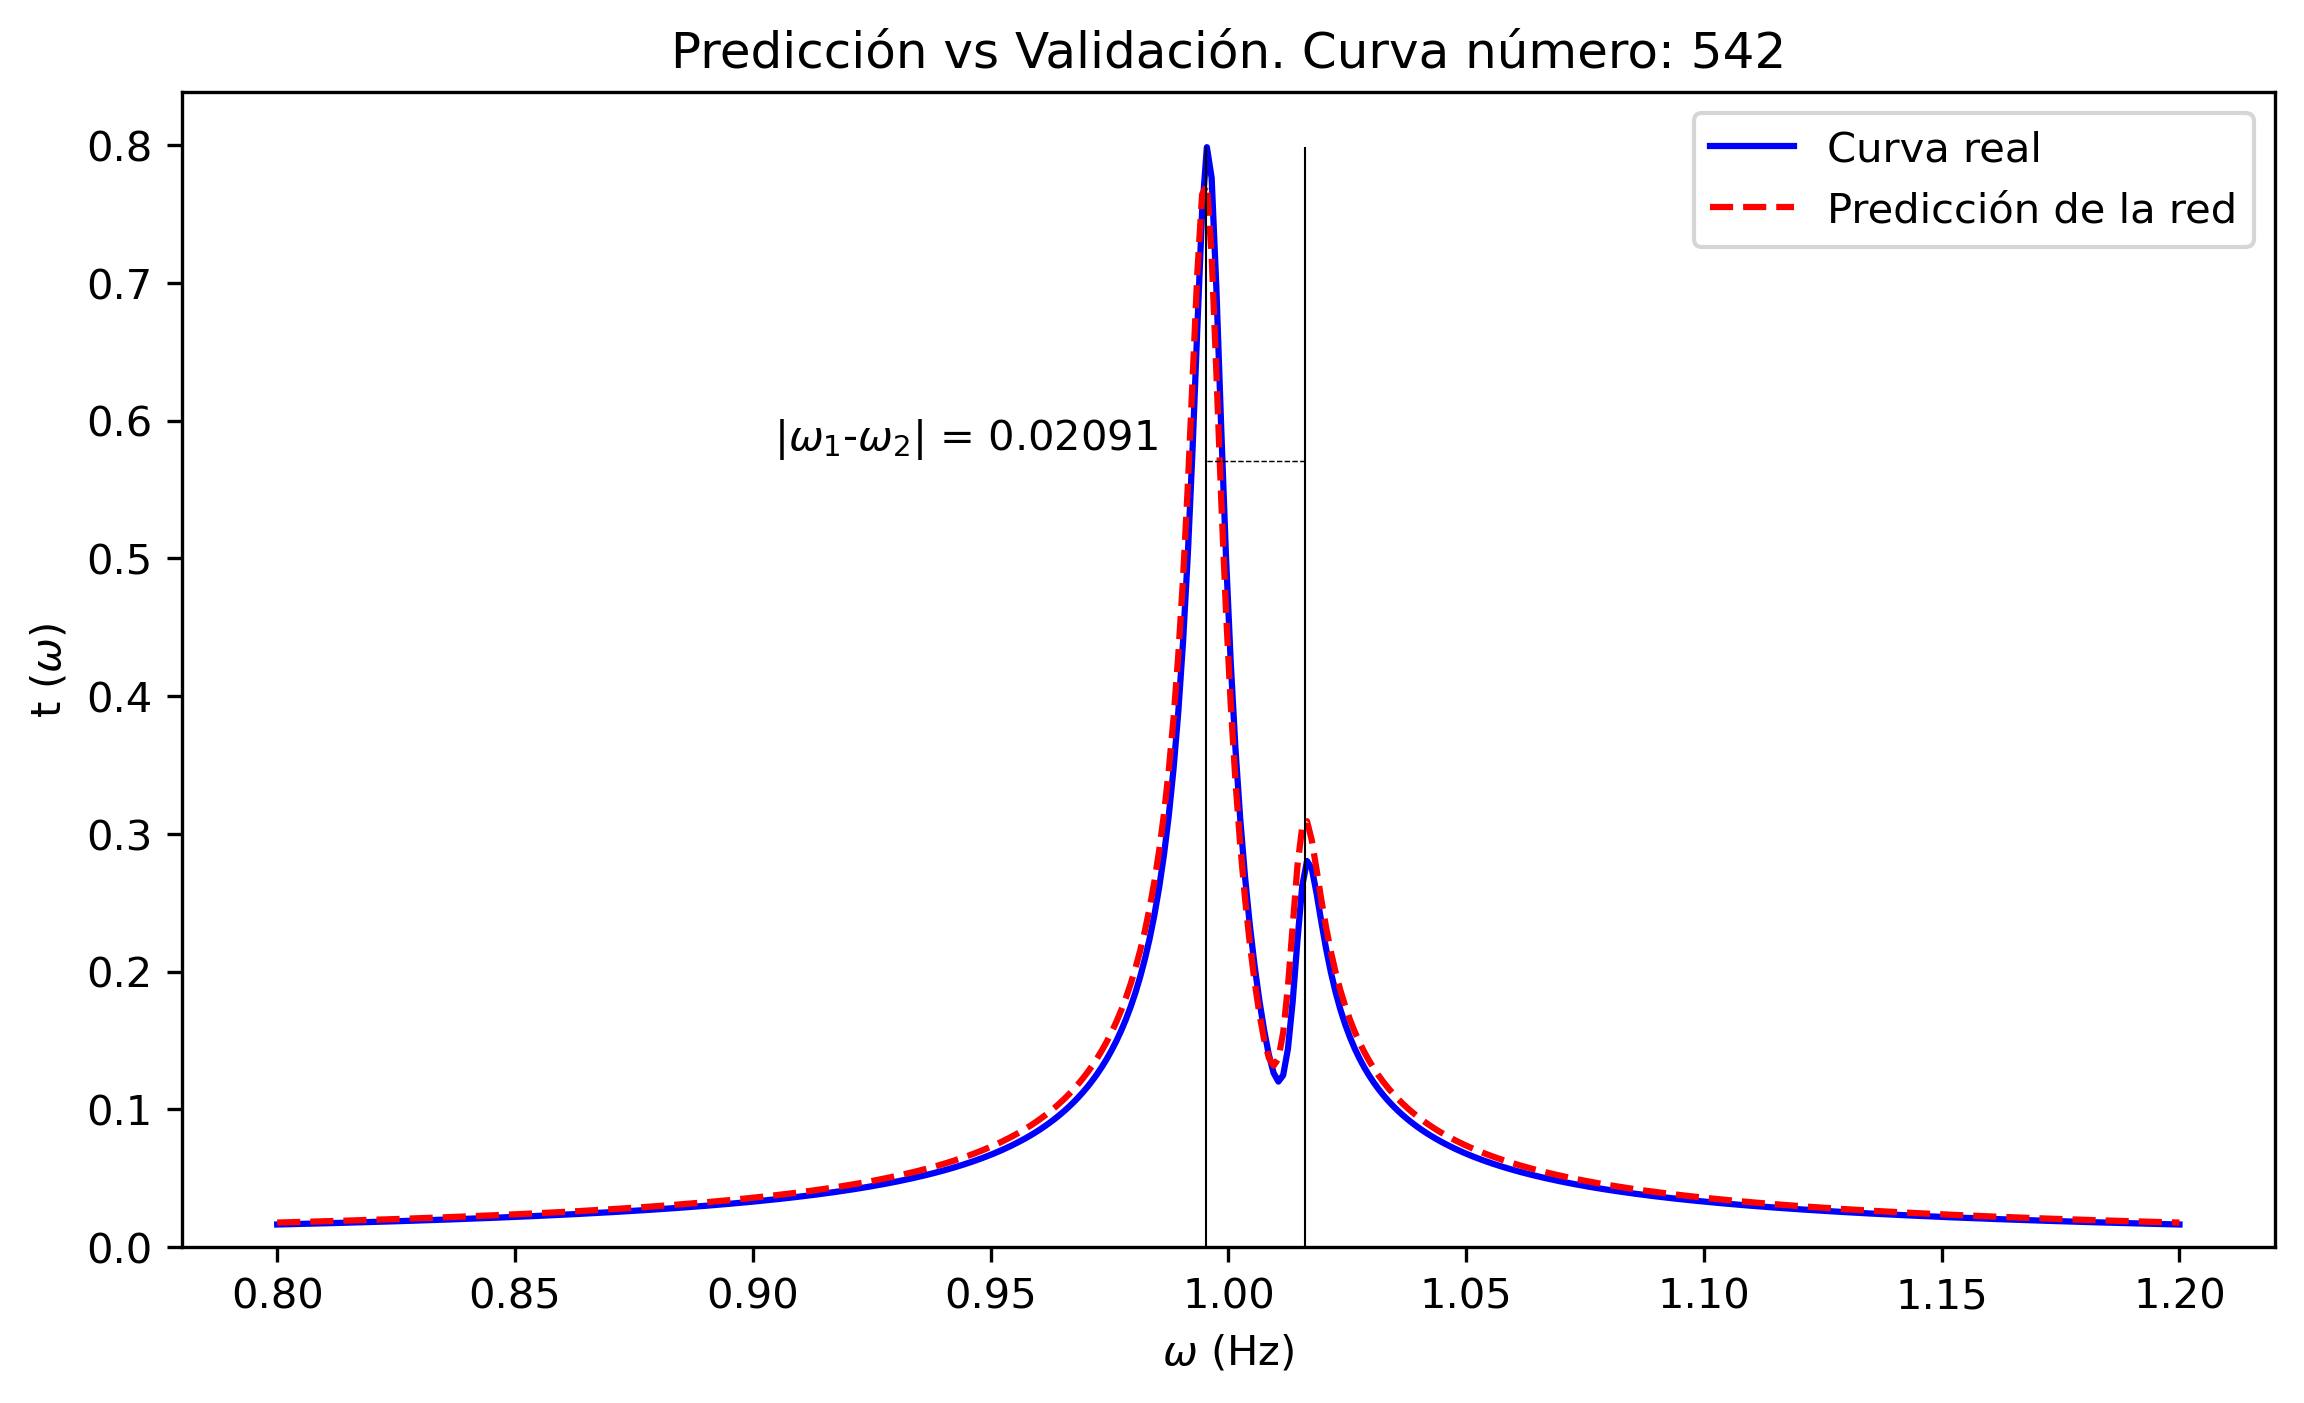 Predicción vs Validación. Curva número: 542
Curva real
Predicción de la red
|ω₁-ω₂| = 0.02091
t (ω)
0.8
0.7
0.6
0.5
0.4
0.3
0.2
0.1
0.0
0.80 0.85 0.90 0.95 1.00 1.05 1.10 1.15 1.20
ω (Hz)